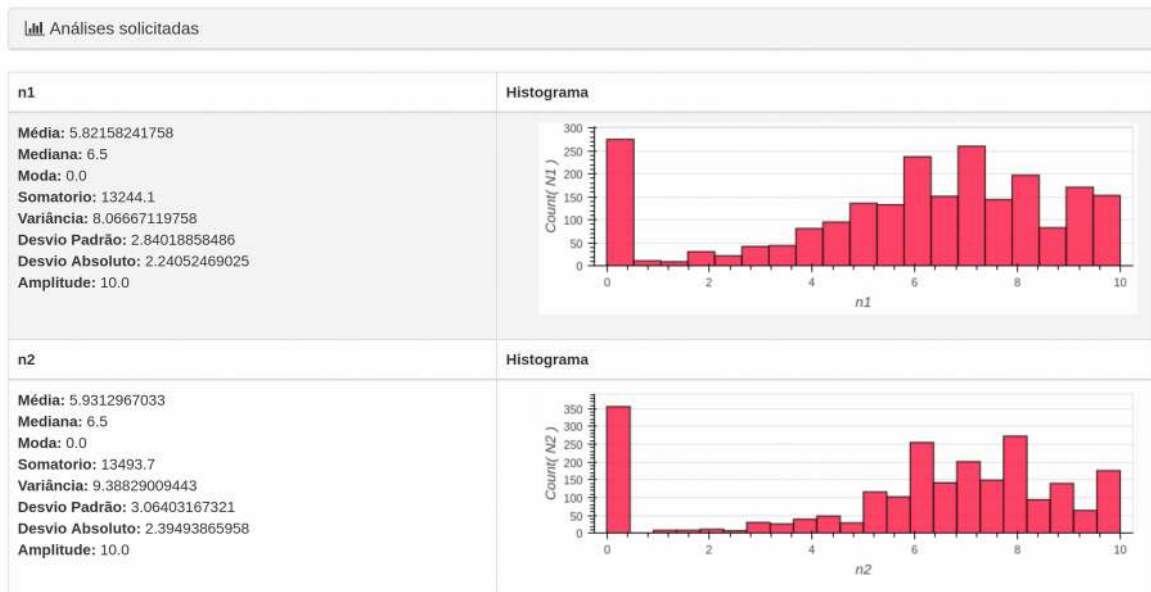 Análises solicitadas
n1
Histograma
Média: 5.82158241758
Mediana: 6.5
Moda: 0.0
Somatorio: 13244.1
Variância: 8.06667119758
Desvio Padrão: 2.84018858486
Desvio Absoluto: 2.24052469025
Amplitude: 10.0
Count( N1 )
300
250
200
150
100
50
0
0 2 4 6 8 10
n1
n2
Histograma
Média: 5.9312967033
Mediana: 6.5
Moda: 0.0
Somatorio: 13493.7
Variância: 9.38829009443
Desvio Padrão: 3.06403167321
Desvio Absoluto: 2.39493865958
Amplitude: 10.0
Count( N2 )
350
300
250
200
150
100
50
0
0 2 4 6 8 10
n2